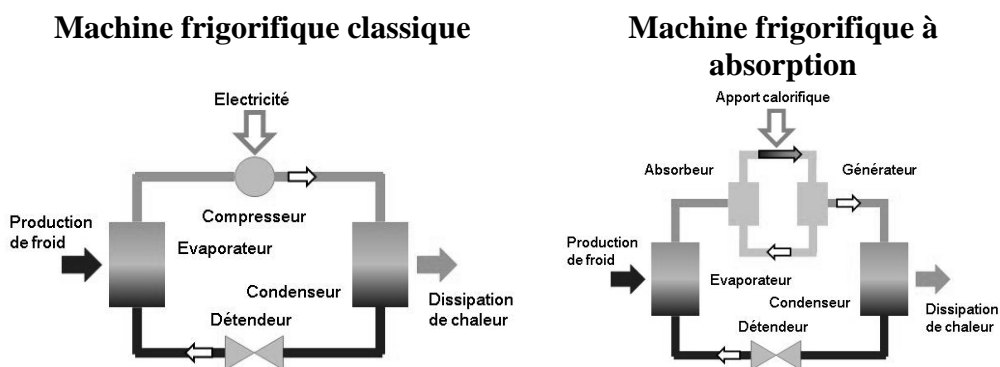 Machine frigorifique classique
Electricité
Compresseur
Production
de froid
Evaporateur
Condenseur
Dissipation
de chaleur
Détendeur
Machine frigorifique à
absorption
Apport calorifique
Absorbeur
Générateur
Production
de froid
Evaporateur
Condenseur
Dissipation
de chaleur
Détendeur